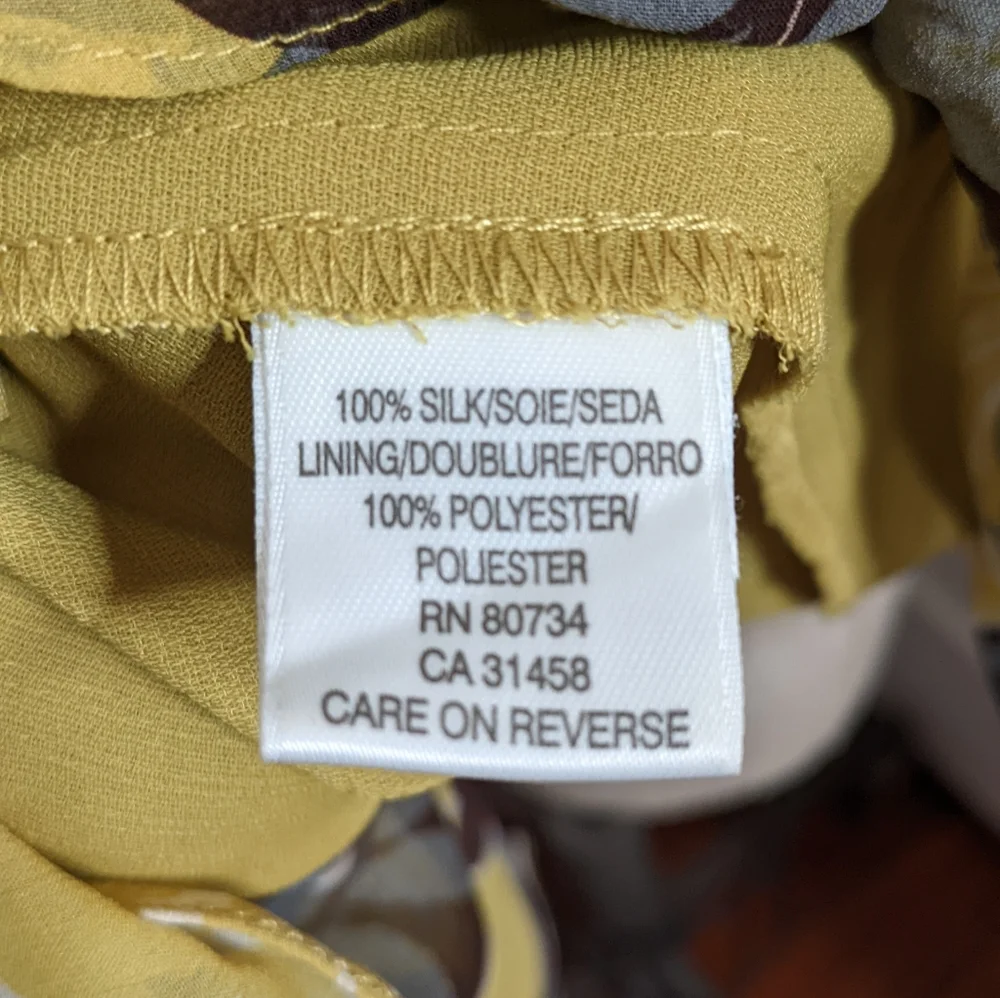 100% SILK/SOIE/SEDA
LINING/DOUBLURE/FORRO
100% POLYESTER/
POLIESTER
RN 80734
CA 31458
CARE ON REVERSE